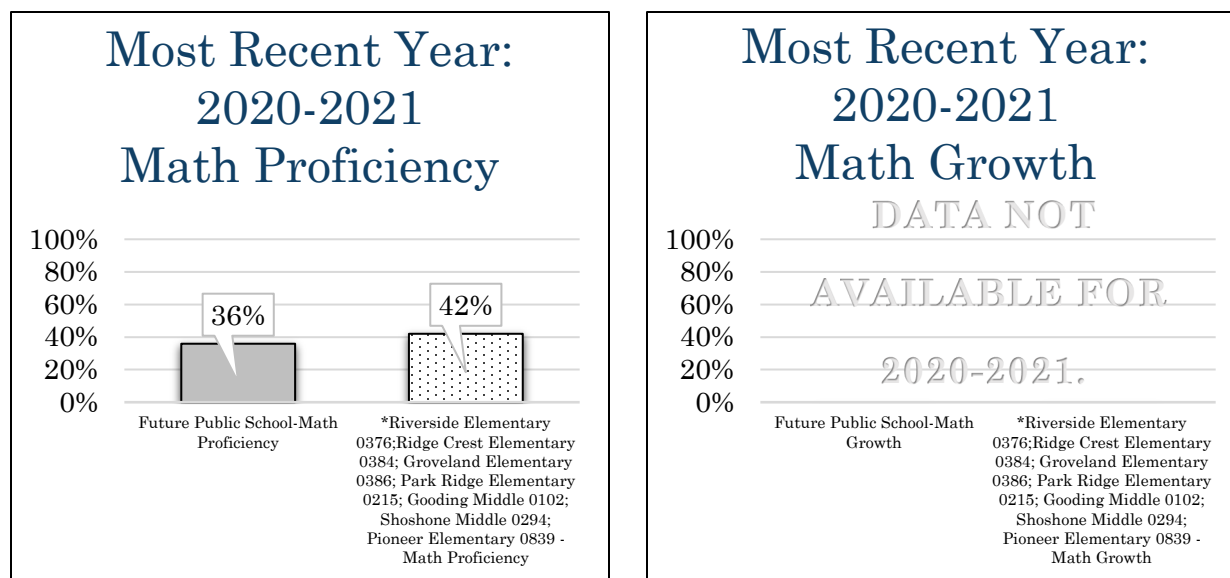 Most Recent Year:
2020-2021
Math Proficiency
100%
80%
60%
40%
20%
0%
36%
42%
Future Public School-Math
Proficiency
*Riverside Elementary
0376;Ridge Crest Elementary
0384; Groveland Elementary
0386; Park Ridge Elementary
0215; Gooding Middle 0102;
Shoshone Middle 0294;
Pioneer Elementary 0839 -
Math Proficiency
Most Recent Year:
2020-2021
Math Growth
DATA NOT
AVAILABLE FOR
2020-2021.
100%
80%
60%
40%
20%
0%
Future Public School-Math
Growth
*Riverside Elementary
0376;Ridge Crest Elementary
0384; Groveland Elementary
0386; Park Ridge Elementary
0215; Gooding Middle 0102;
Shoshone Middle 0294;
Pioneer Elementary 0839 -
Math Growth